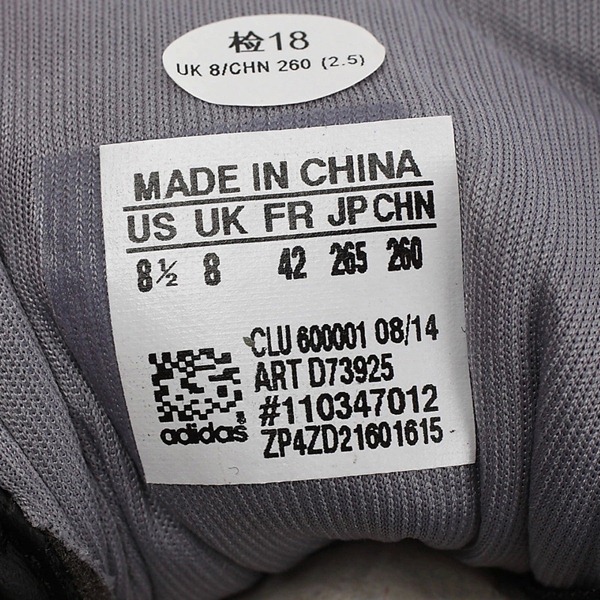 检18
UK 8/CHN 260 (2.5)
MADE IN CHINA
US UK FR JP CHN
8½ 8 42 265 260
CLU 600001 08/14
ART D73925
#110347012
adidas ZP4ZD21601615